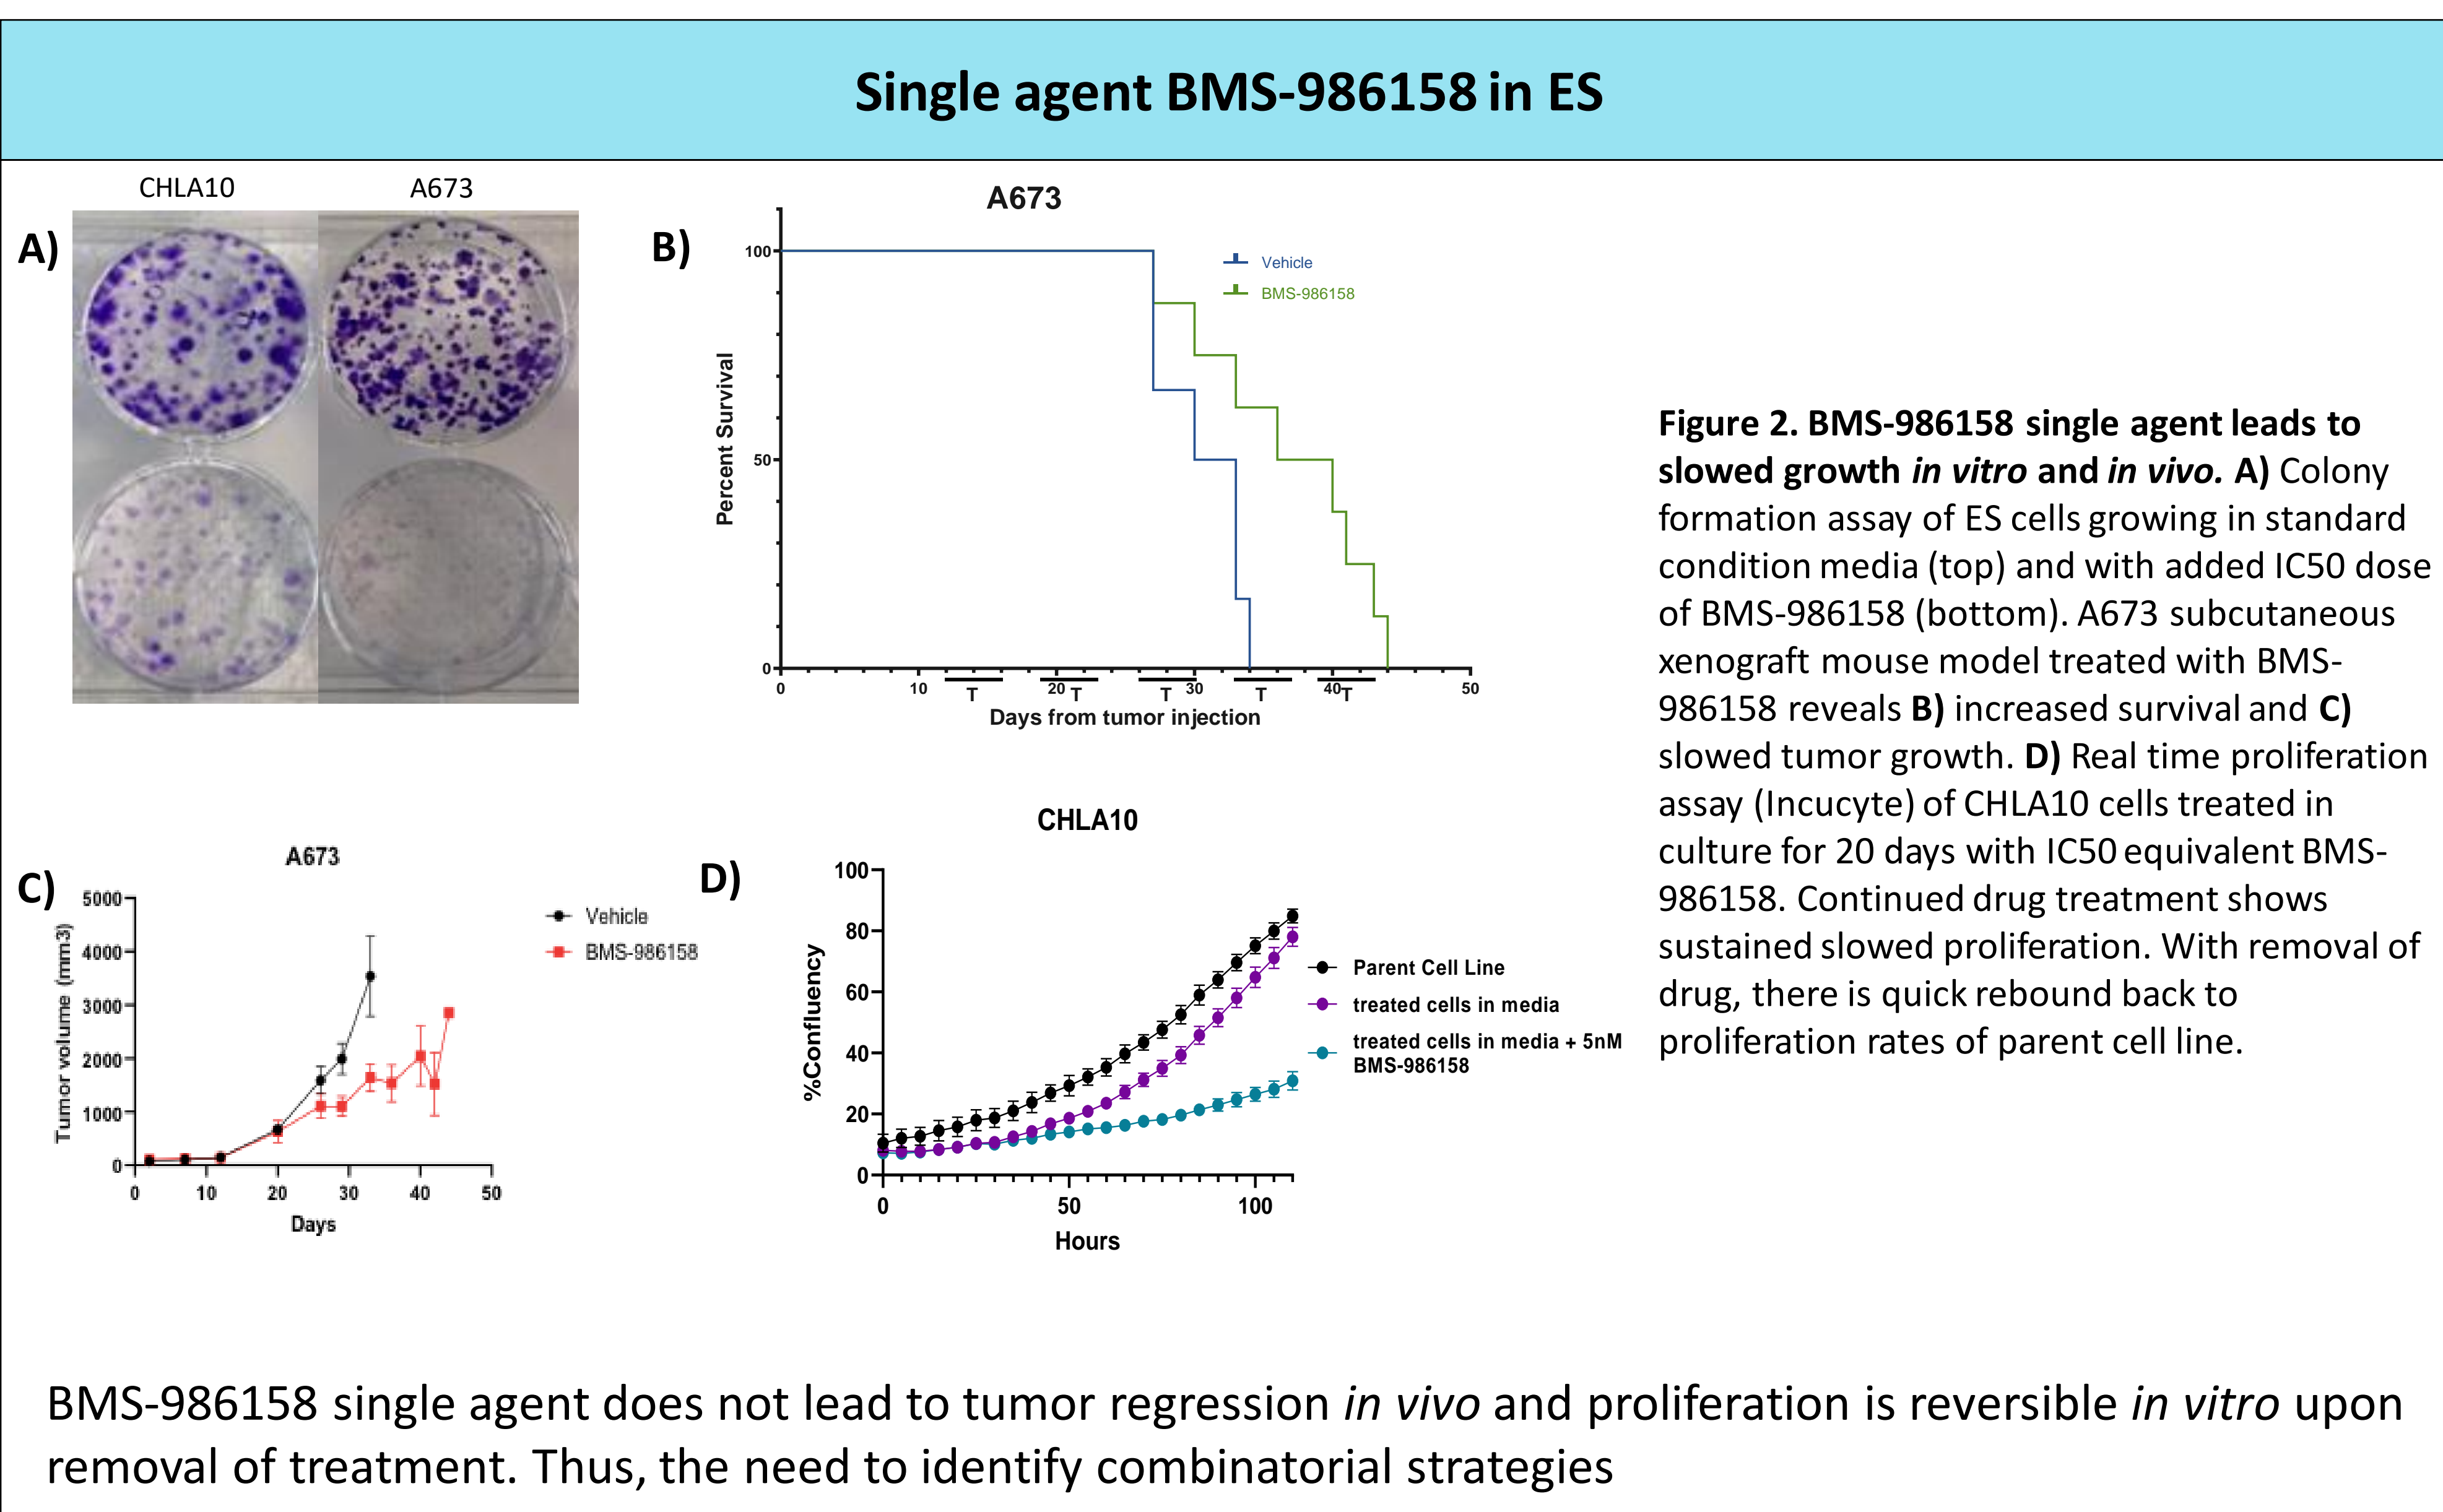 Single agent BMS-986158 in ES
CHLA10
A673
A)
B)
A673
Vehicle
BMS-986158
Percent Survival
100
50
0
0
10
20
30
40
50
T
T
T
T
T
Days from tumor injection
C)
A673
Vehicle
BMS-986158
Tumor volume (mm3)
5000
4000
3000
2000
1000
0
0
10
20
30
40
50
Days
D)
CHLA10
%Confluency
100
80
60
40
20
0
0
50
100
Hours
Parent Cell Line
treated cells in media
treated cells in media + 5nM
BMS-986158
Figure 2. BMS-986158 single agent leads to
slowed growth in vitro and in vivo. A) Colony
formation assay of ES cells growing in standard
condition media (top) and with added IC50 dose
of BMS-986158 (bottom). A673 subcutaneous
xenograft mouse model treated with BMS-
986158 reveals B) increased survival and C)
slowed tumor growth. D) Real time proliferation
assay (Incucyte) of CHLA10 cells treated in
culture for 20 days with IC50 equivalent BMS-
986158. Continued drug treatment shows
sustained slowed proliferation. With removal of
drug, there is quick rebound back to
proliferation rates of parent cell line.
BMS-986158 single agent does not lead to tumor regression in vivo and proliferation is reversible in vitro upon
removal of treatment. Thus, the need to identify combinatorial strategies